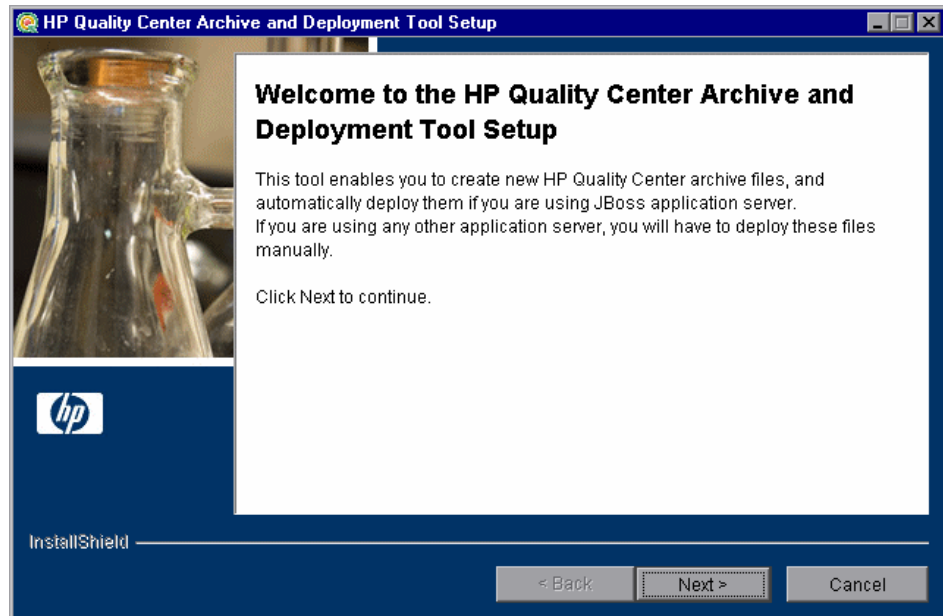 HP Quality Center Archive and Deployment Tool Setup
Welcome to the HP Quality Center Archive and
Deployment Tool Setup
This tool enables you to create new HP Quality Center archive files, and
automatically deploy them if you are using JBoss application server.
If you are using any other application server, you will have to deploy these files
manually.
Click Next to continue.
hp
InstallShield
< Back
Next >
Cancel